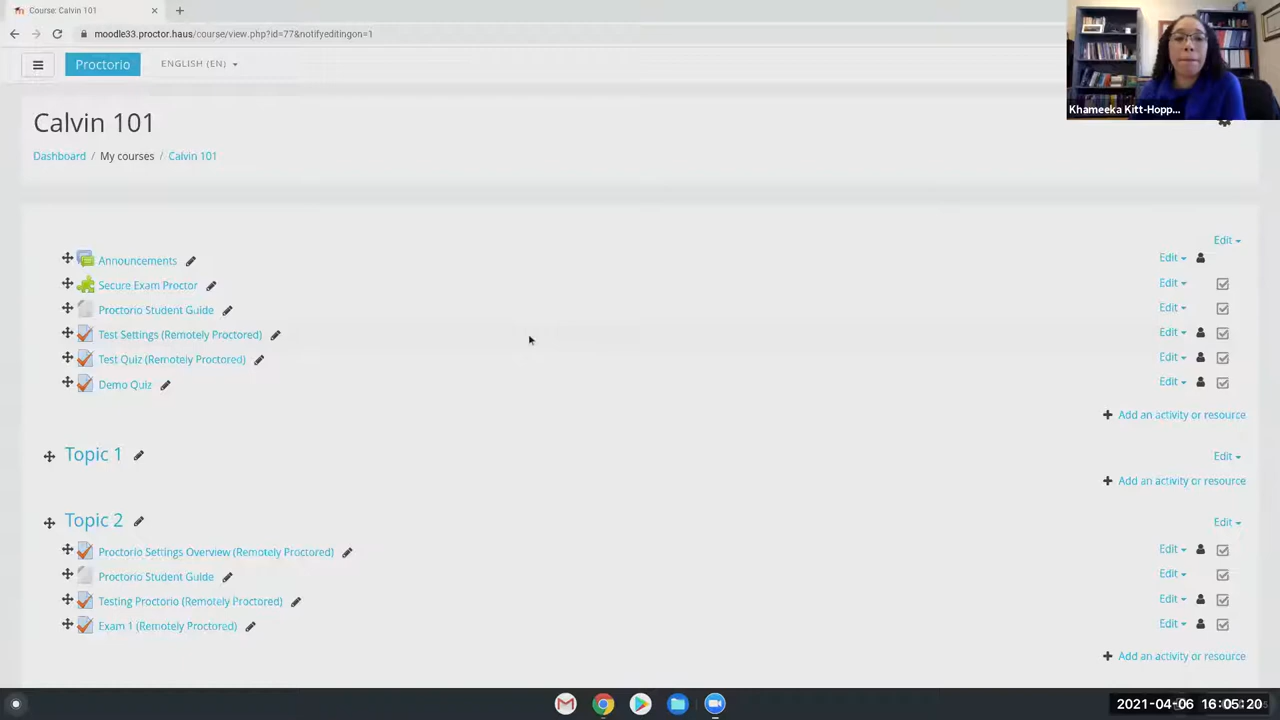 Course: Calvin 101
moodle33.proctor.haus/course/view.php?id=77&notifyeditingon=1
Proctorio ENGLISH (EN)
Khameeka Kitt-Hopp...
Calvin 101
Dashboard / My courses / Calvin 101
Edit
Announcements Edit
Secure Exam Proctor Edit
Proctorio Student Guide Edit
Test Settings (Remotely Proctored) Edit
Test Quiz (Remotely Proctored) Edit
Demo Quiz Edit
Add an activity or resource
Topic 1 Edit
Add an activity or resource
Topic 2 Edit
Proctorio Settings Overview (Remotely Proctored) Edit
Proctorio Student Guide Edit
Testing Proctorio (Remotely Proctored) Edit
Exam 1 (Remotely Proctored) Edit
Add an activity or resource
2021-04-06 16:05:20